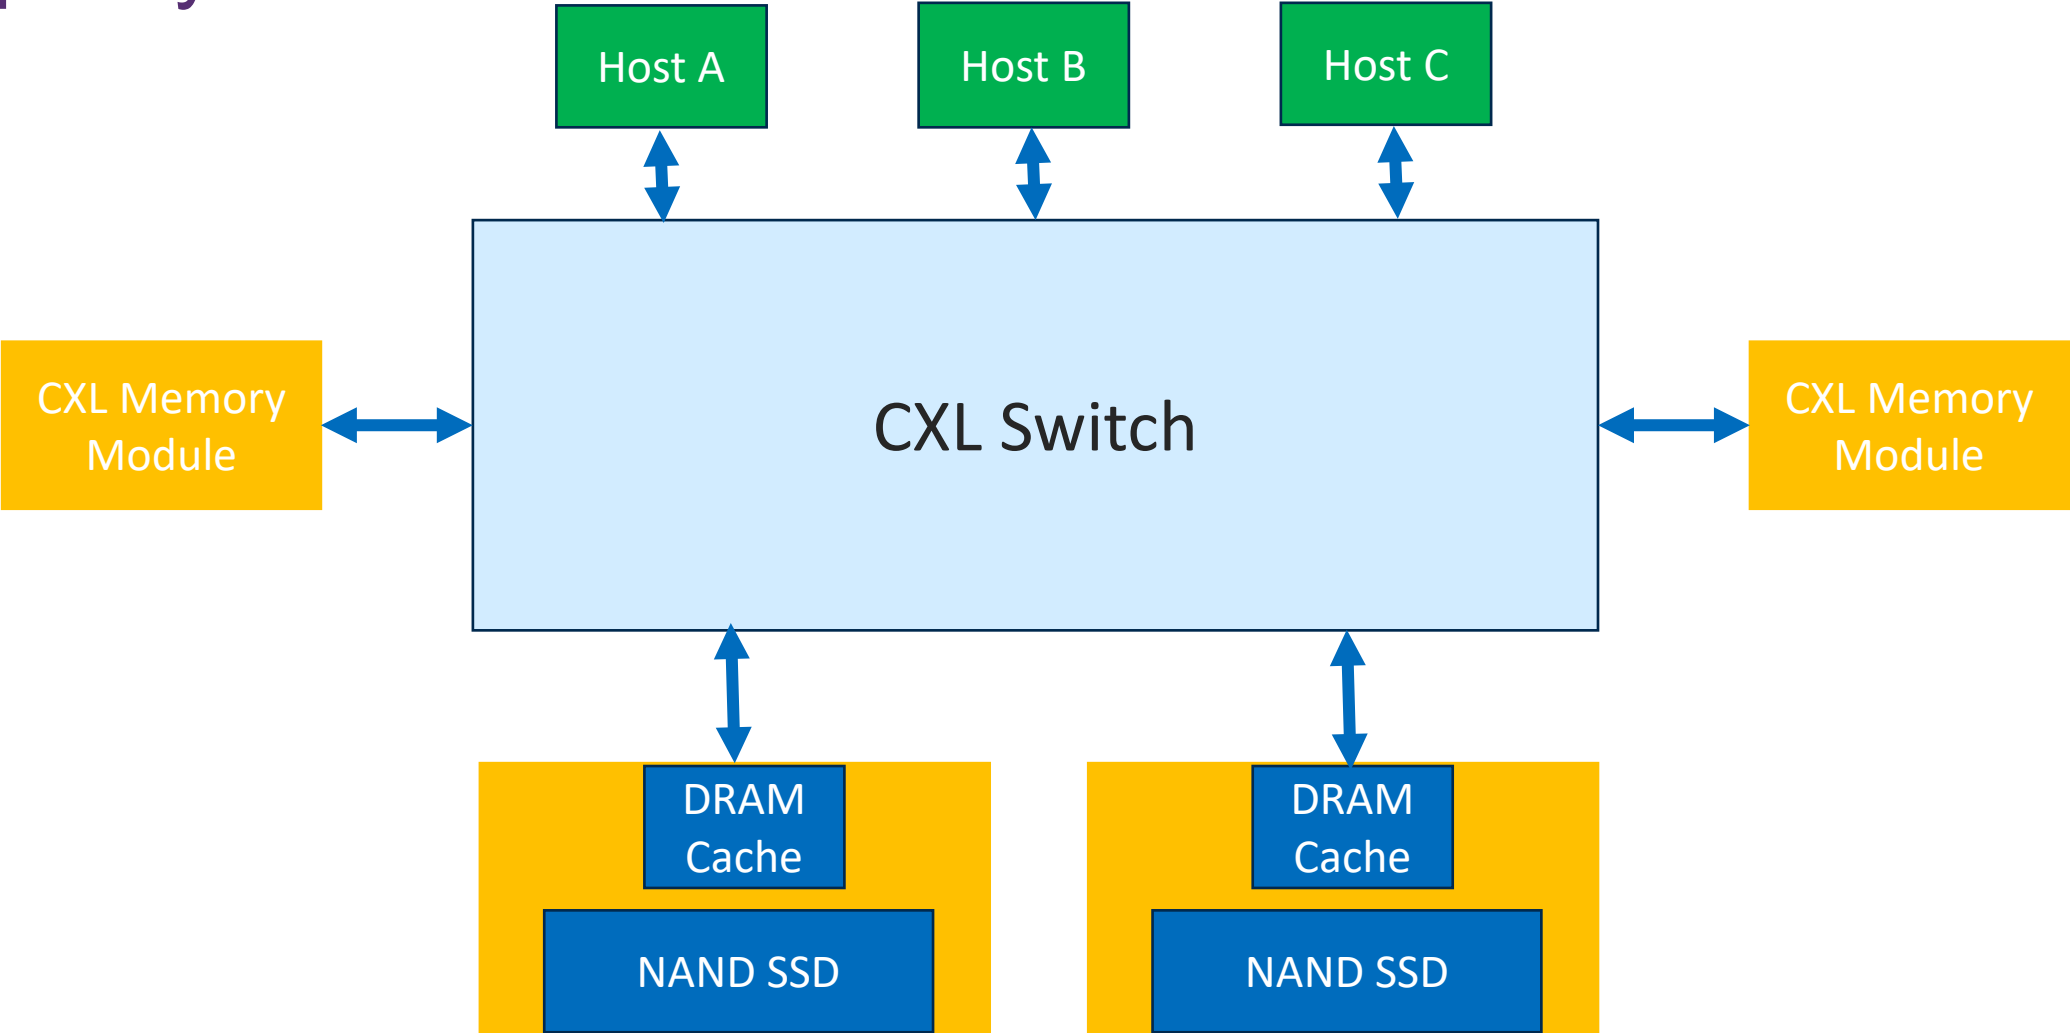 Host A
Host B
Host C
CXL Memory
Module
CXL Switch
CXL Memory
Module
DRAM
Cache
NAND SSD
DRAM
Cache
NAND SSD